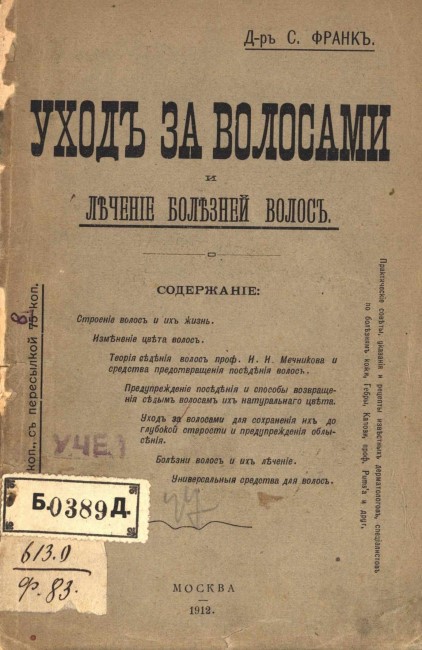 Д-ръ С. ФРАНКЪ.
УХОДЪ ЗА ВОЛОСАМИ
И
ЛѢЧЕНІЕ БОЛѢЗНЕЙ ВОЛОСЪ.
СОДЕРЖАНІЕ:
Строеніе волосъ и ихъ жизнь.
Измѣненіе цвѣта волосъ.
Теорія сѣдѣнія волосъ проф. И. И. Мечникова и
средства предотвращенія посѣдѣнія волосъ.
Предупрежденіе посѣдѣнія и способы возвраще-
нія сѣдымъ волосамъ ихъ натуральнаго цвѣта.
Уходъ за волосами для сохраненія ихъ до
глубокой старости и предупрежденія облы-
сѣнія.
Болѣзни волосъ и ихъ лѣченіе.
Универсальныя средства для волосъ.
Практическіе совѣты, указанія и рецепты извѣстныхъ дерматологовъ, спеціалистовъ
по болѣзнямъ кожи, Гебры, Капози, проф. и друг.
коп., съ пересылкой 75 коп.
УЧЕ
Б.0389Д.
47
613.0
Ф. 83.
МОСКВА
1912.